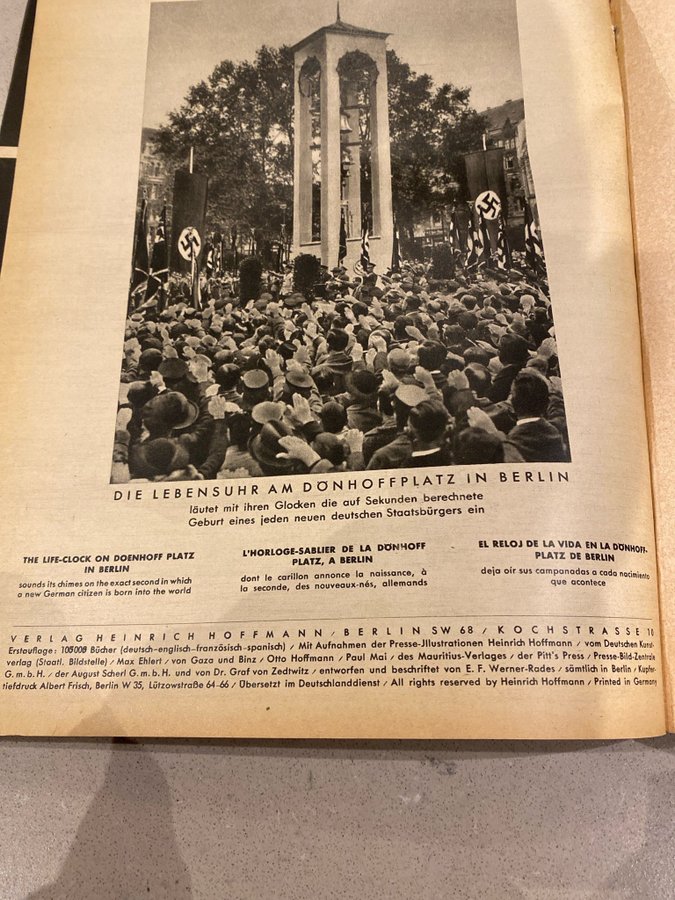 DIE LEBENSUHR AM DÖNHOFFPLATZ IN BERLIN
läutet mit ihren Glocken die auf Sekunden berechnete
Geburt eines jeden neuen deutschen Staatsbürgers ein
THE LIFE-CLOCK ON DOENHOFF PLATZ
IN BERLIN
sounds its chimes on the exact second in which
a new German citizen is born into the world
L'HORLOGE-SABLIER DE LA DÖNHOFF
PLATZ, A BERLIN
dont le carillon annonce la naissance, à
la seconde, des nouveaux-nés, allemands
EL RELOJ DE LA VIDA EN LA DÖNHOFF-
PLATZ DE BERLIN
deja oír sus campanadas a cada nacimiento
que acontece
VERLAG HEINRICH HOFFMANN / BERLIN SW 68 / KOCHSTRASSE 10
Erstauflage: 100000 Bücher (deutsch-englisch-französisch-spanisch) / Mit Aufnahmen der Presse-Jllustrationen Heinrich Hoffmann / vom Deutschen Kunst-
verlag (Staatl. Bildstelle) / Max Ehlert / von Gaza und Binz / Otto Hoffmann / Paul Mai / des Mauritius-Verlages / der Pitt's Press / Presse-Bild-Zentrale
G.m.b.H. / der August Scherl G.m.b.H. und von Dr. Graf von Zedtwitz / entworfen und beschriftet von E. F. Werner-Rades / sämtlich in Berlin / Kupfer-
tiefdruck Albert Frisch, Berlin W 35, Lützowstraße 64-66 / Übersetzt im Deutschlanddienst / All rights reserved by Heinrich Hoffmann / Printed in Germany